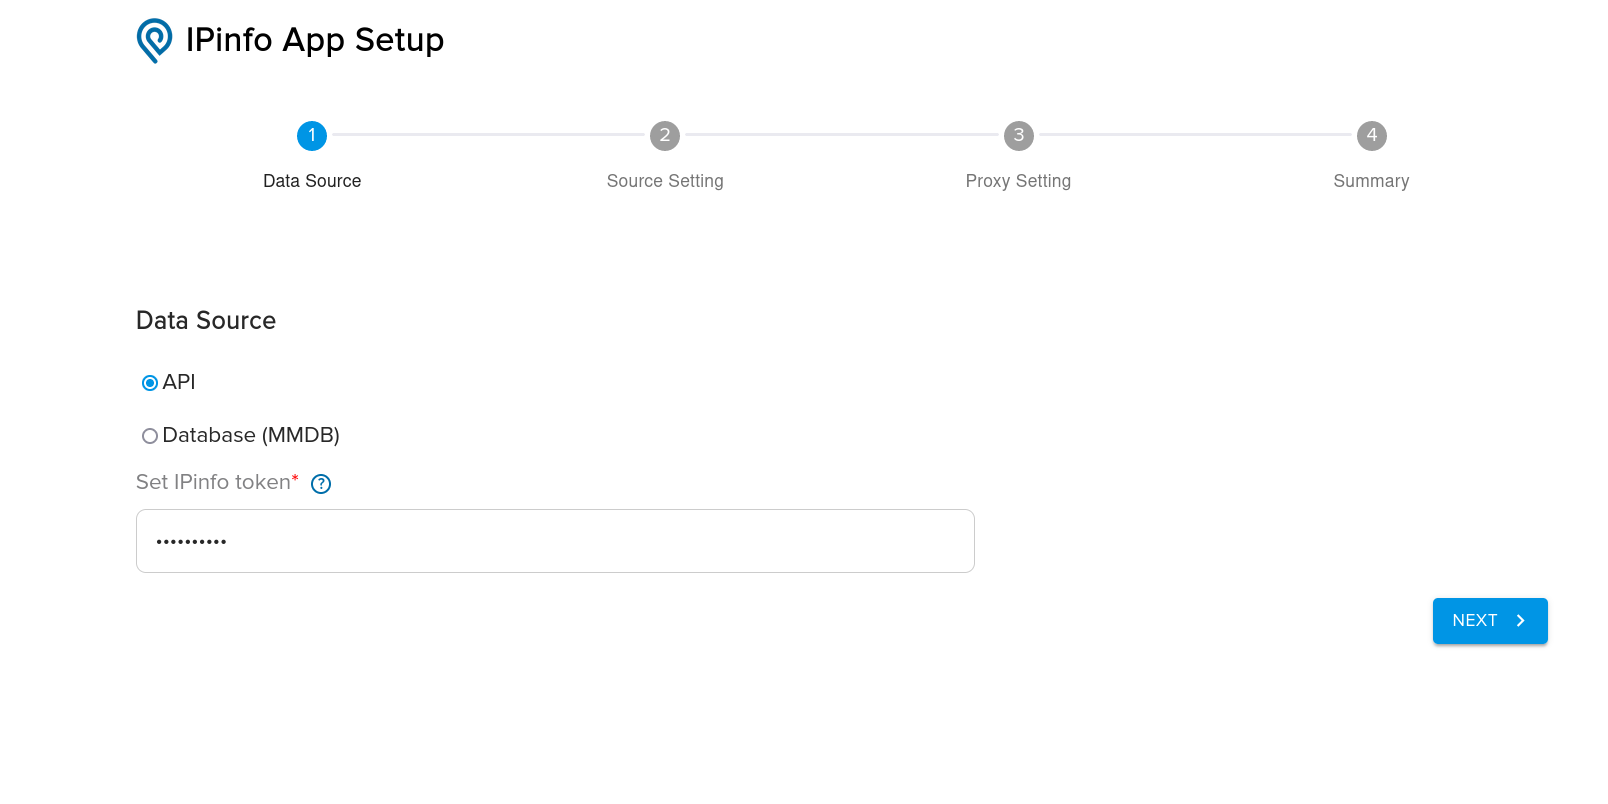 IPinfo App Setup
1 2 3 4
Data Source Source Setting Proxy Setting Summary
Data Source
API
Database (MMDB)
Set IPinfo token* ?
••••••••••
NEXT